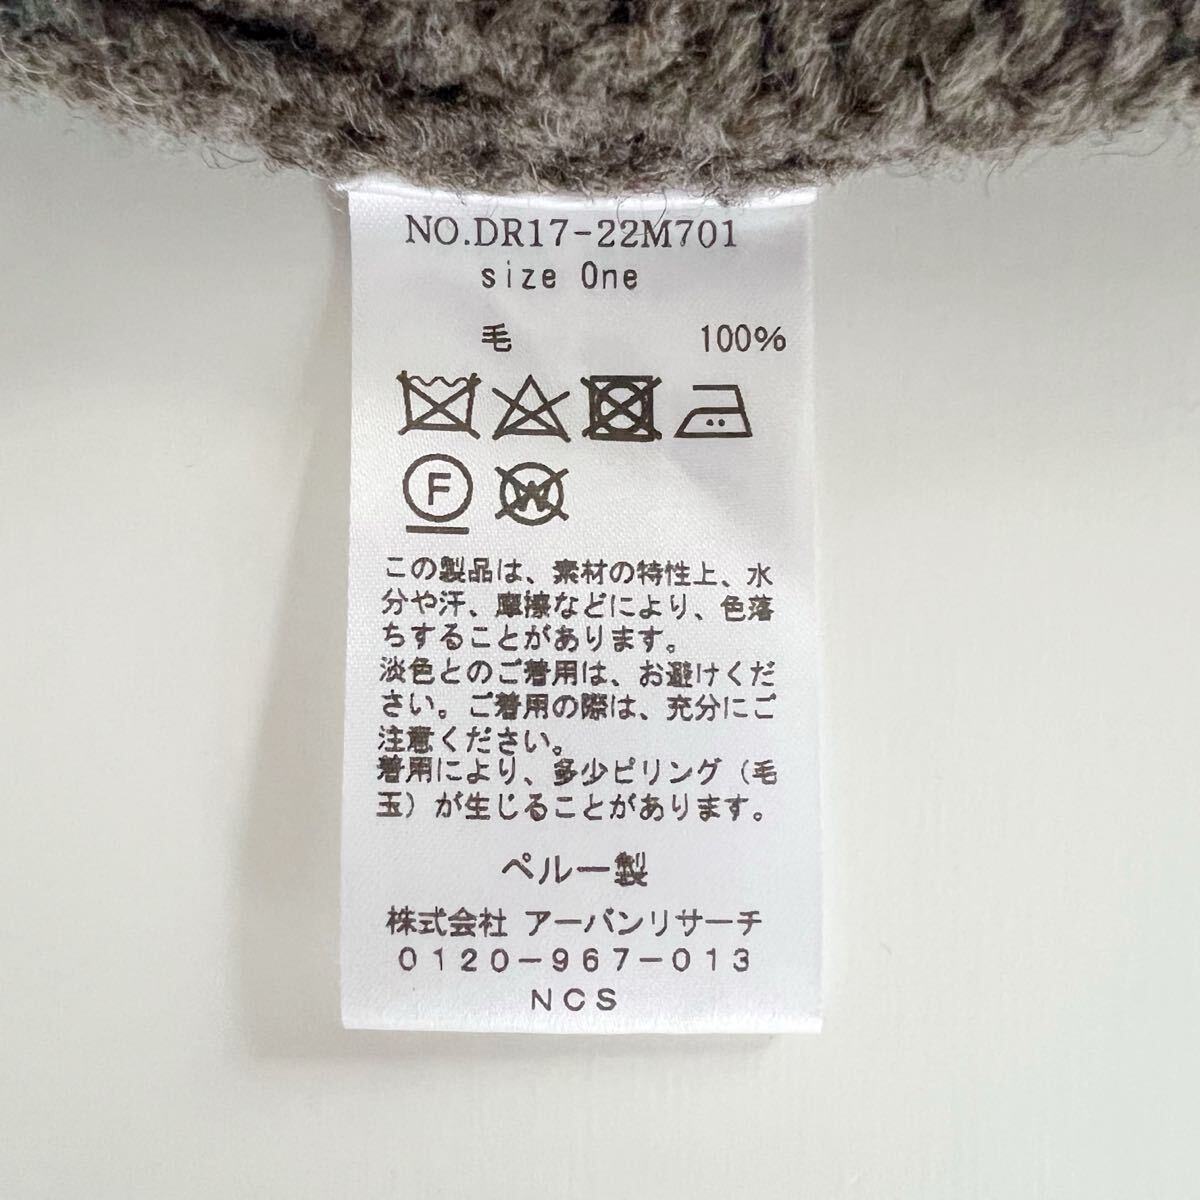 NO.DR17-22M701
size One
毛 100%
F W
この製品は、素材の特性上、水
分や汗、摩擦などにより、色落
ちすることがあります。
淡色とのご着用は、お避けくだ
さい。ご着用の際は、充分にご
注意ください。
着用により、多少ピリング（毛
玉）が生じることがあります。
ペルー製
株式会社 アーバンリサーチ
0120-967-013
NCS